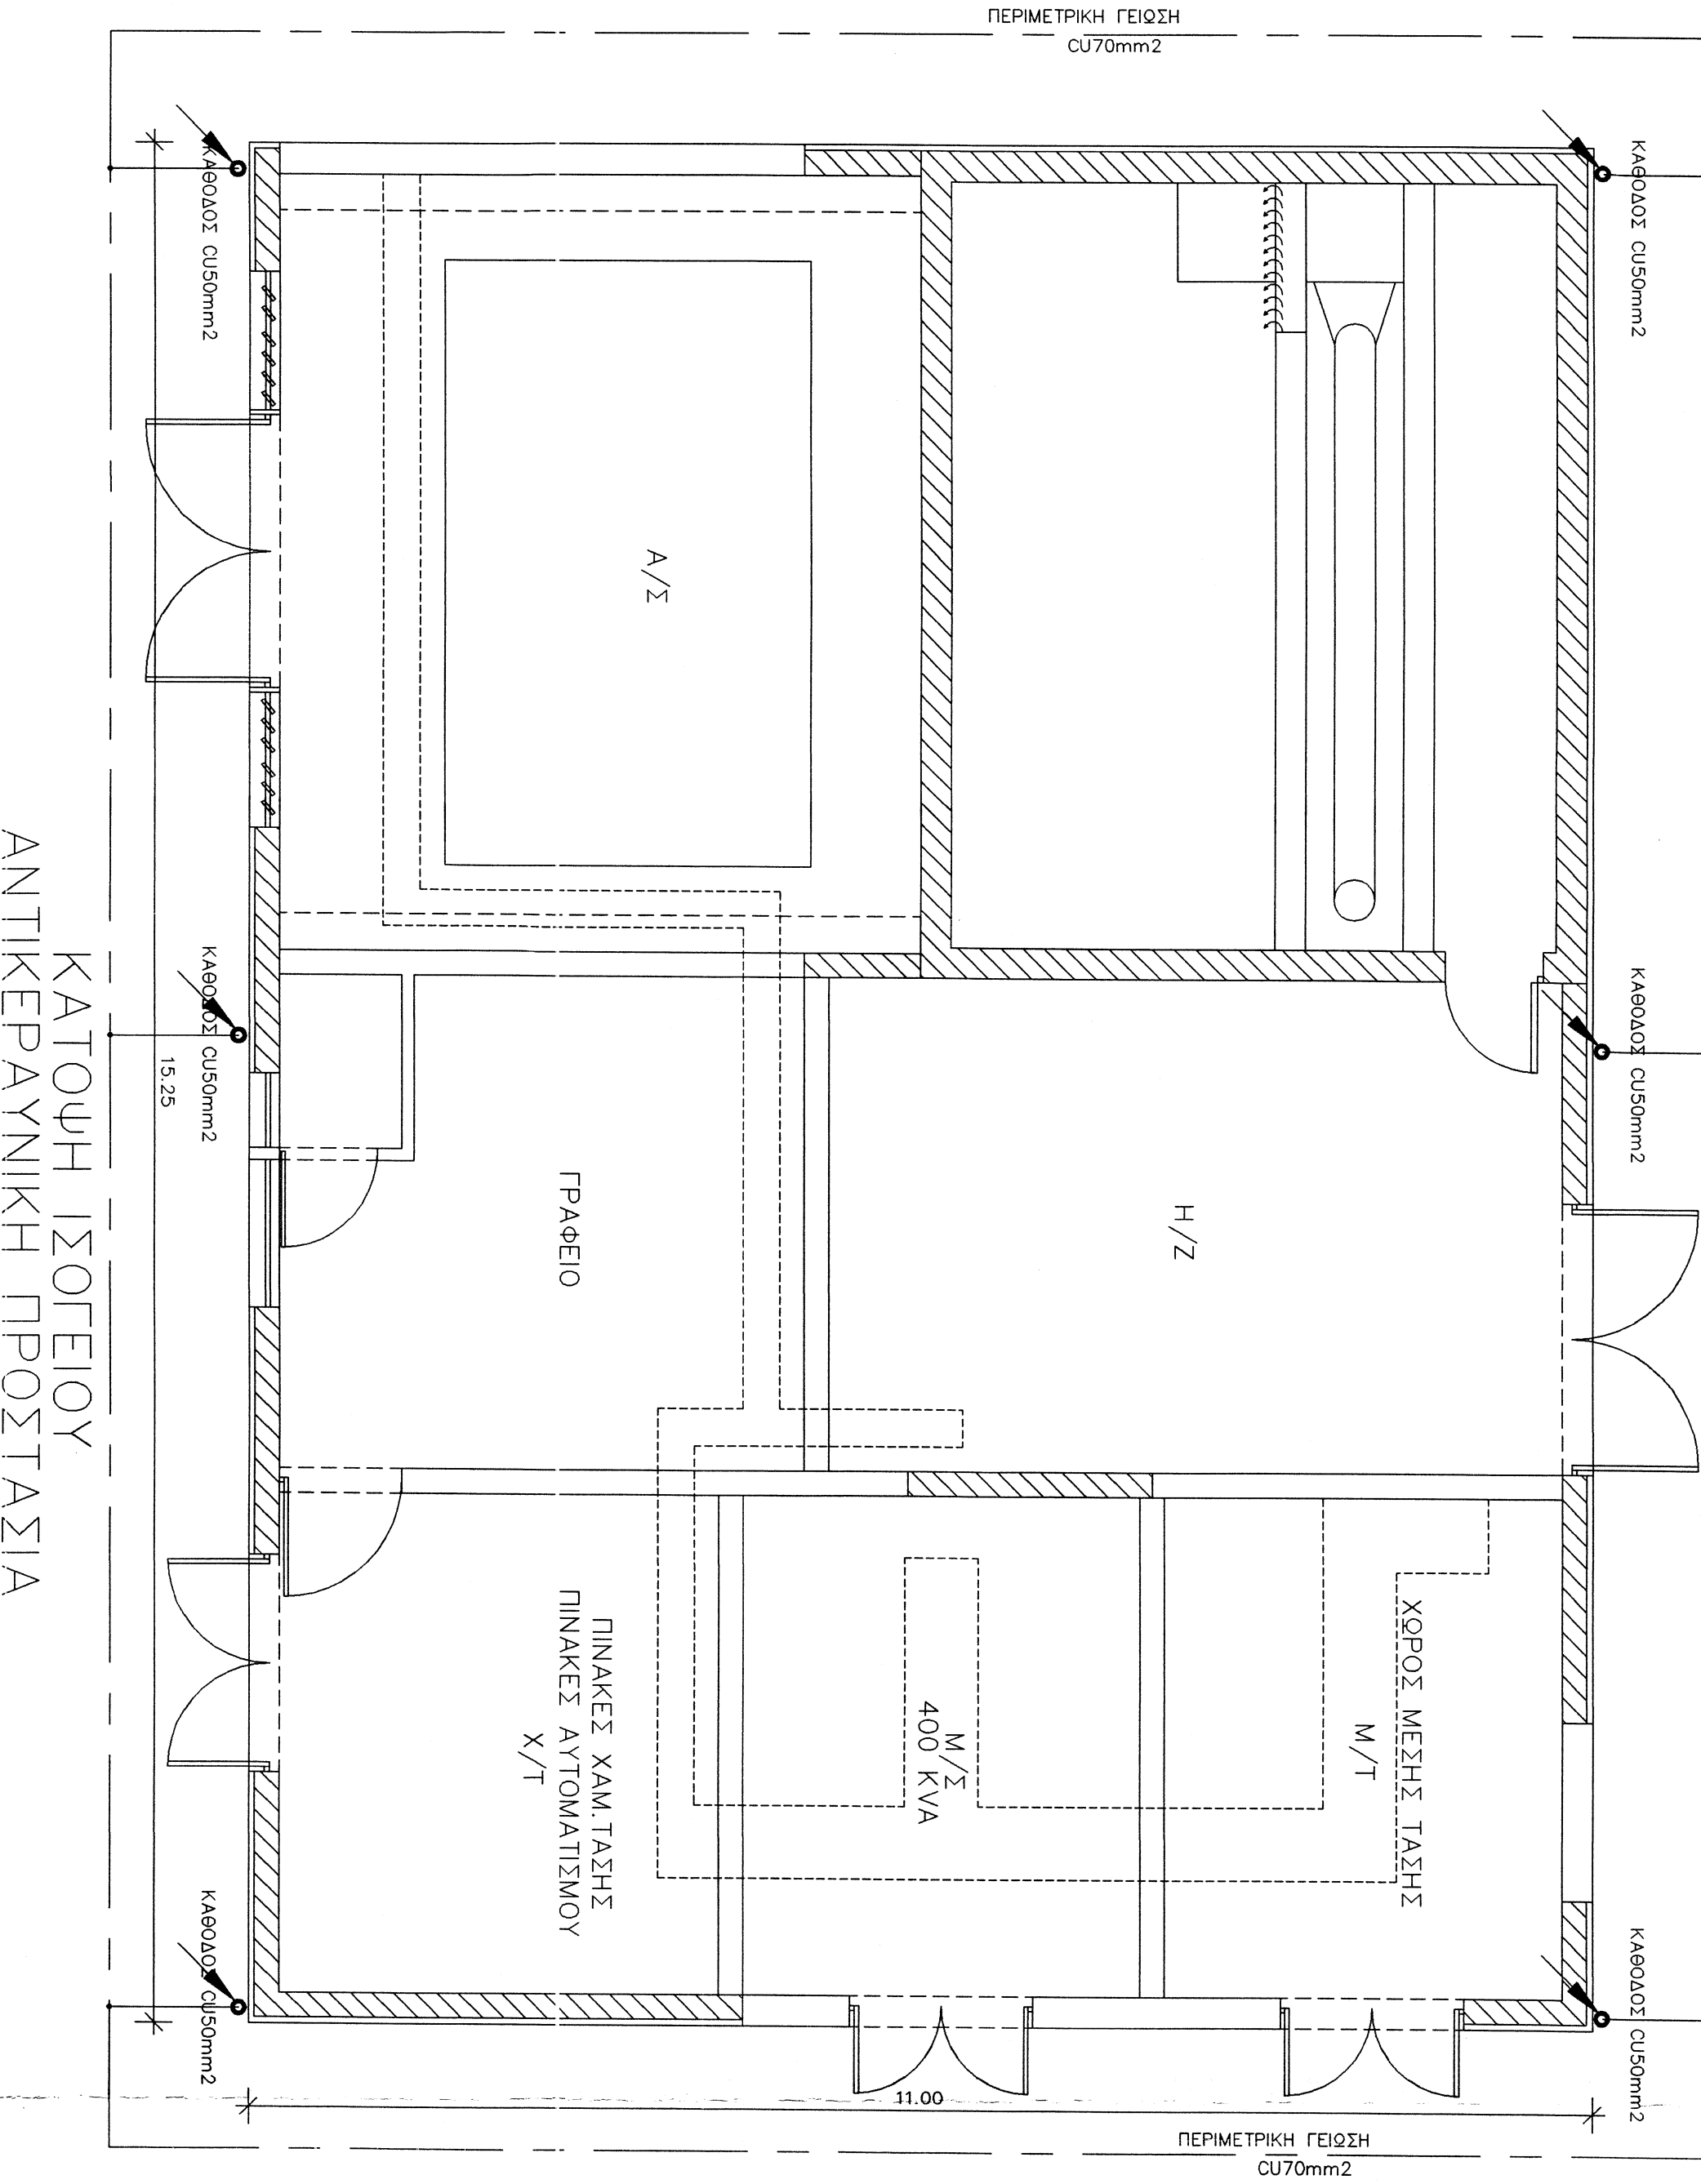 ΠΕΡΙΜΕΤΡΙΚΗ ΓΕΙΩΣΗ
CU70mm2
ΚΑΘΟΔΟΣ CU50mm2
ΚΑΘΟΔΟΣ CU50mm2
Α/Σ
ΚΑΘΟΔΟΣ CU50mm2
ΚΑΘΟΔΟΣ CU50mm2
15.25
ΓΡΑΦΕΙΟ
Η/Ζ
ΧΩΡΟΣ ΜΕΣΗΣ ΤΑΣΗΣ
Μ/Τ
Μ/Σ
400 KVA
ΠΙΝΑΚΕΣ ΧΑΜ.ΤΑΣΗΣ
ΠΙΝΑΚΕΣ ΑΥΤΟΜΑΤΙΣΜΟΥ
Χ/Τ
ΚΑΘΟΔΟΣ CU50mm2
ΚΑΘΟΔΟΣ CU50mm2
11.00
ΠΕΡΙΜΕΤΡΙΚΗ ΓΕΙΩΣΗ
CU70mm2
ΚΑΤΟΨΗ ΙΣΟΓΕΙΟΥ
ΑΝΤΙΚΕΡΑΥΝΙΚΗ ΠΡΟΣΤΑΣΙΑ